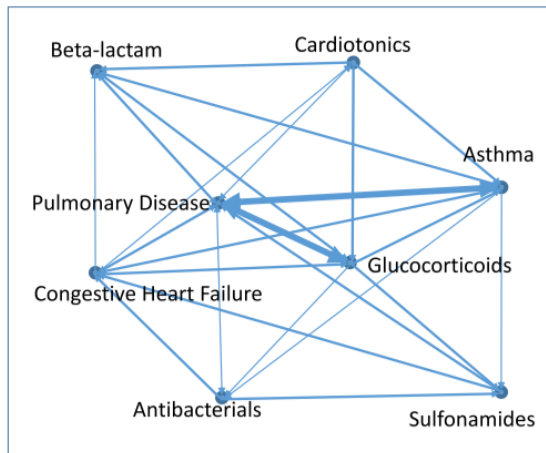 Beta-lactam
Cardiotonics
Asthma
Pulmonary Disease
Glucocorticoids
Congestive Heart Failure
Antibacterials
Sulfonamides